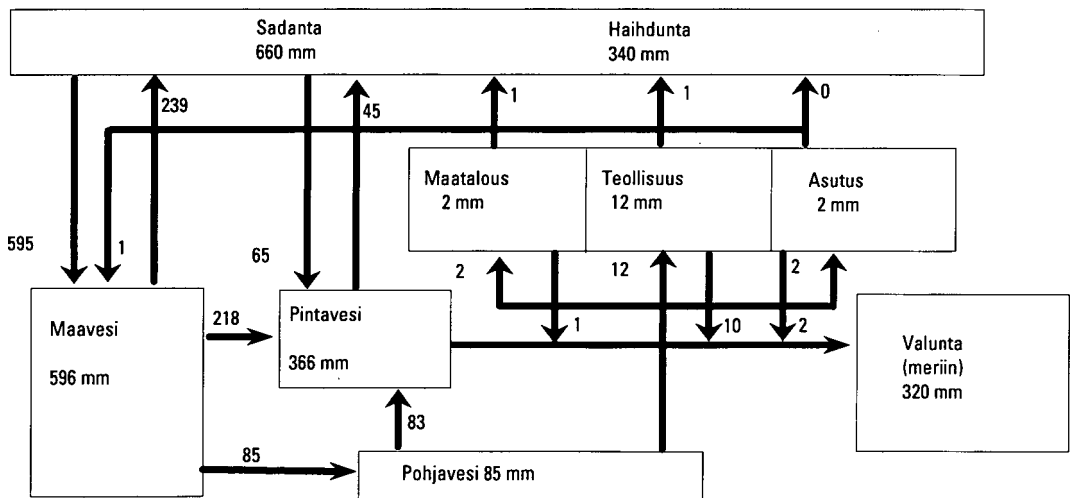 Sadanta
660 mm
Haihdunta
340 mm
239
45
1
1
0
Maatalous
2 mm
Teollisuus
12 mm
Asutus
2 mm
595
1
65
2
12
2
Maavesi
596 mm
218
Pintavesi
366 mm
1
10
2
Valunta
(meriin)
320 mm
83
85
Pohjavesi 85 mm